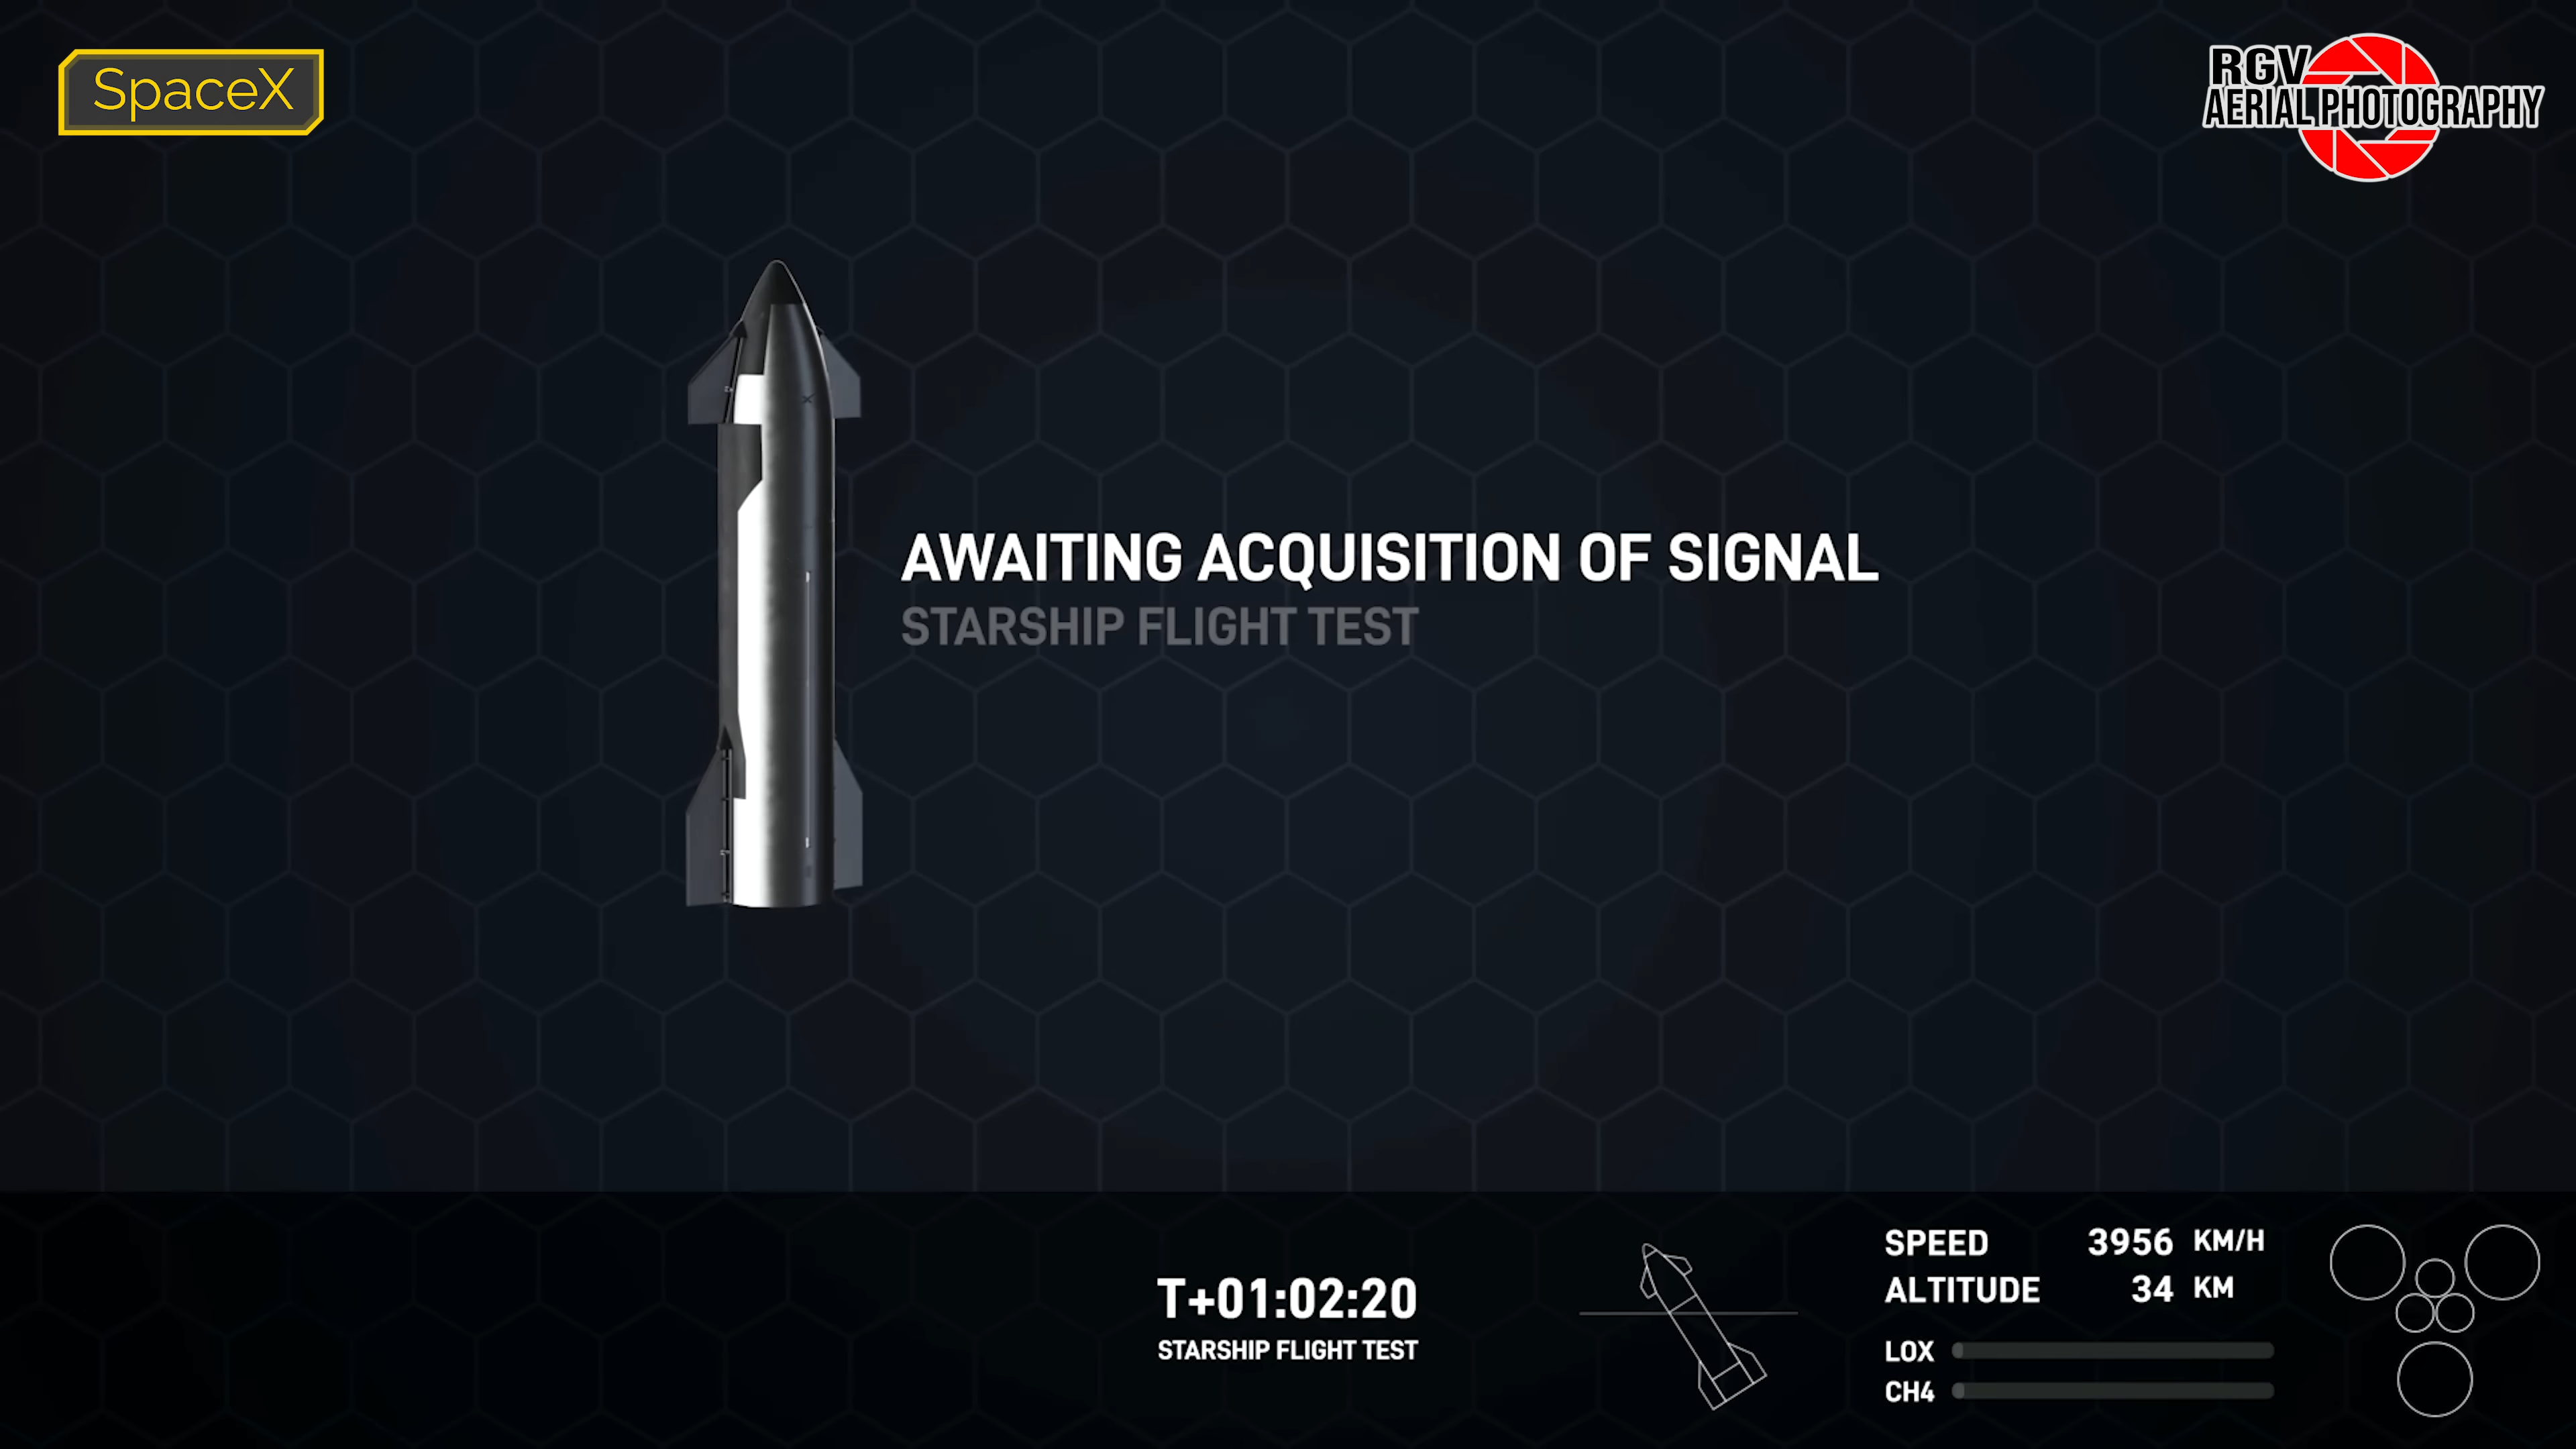 SpaceX
RGV
AERIAL PHOTOGRAPHY
AWAITING ACQUISITION OF SIGNAL
STARSHIP FLIGHT TEST
T+01:02:20
STARSHIP FLIGHT TEST
SPEED 3956 KM/H
ALTITUDE 34 KM
LOX
CH4